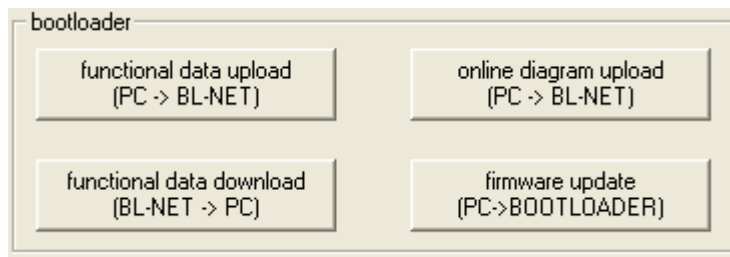 bootloader
functional data upload
(PC -> BL-NET)
online diagram upload
(PC -> BL-NET)
functional data download
(BL-NET -> PC)
firmware update
(PC->BOOTLOADER)